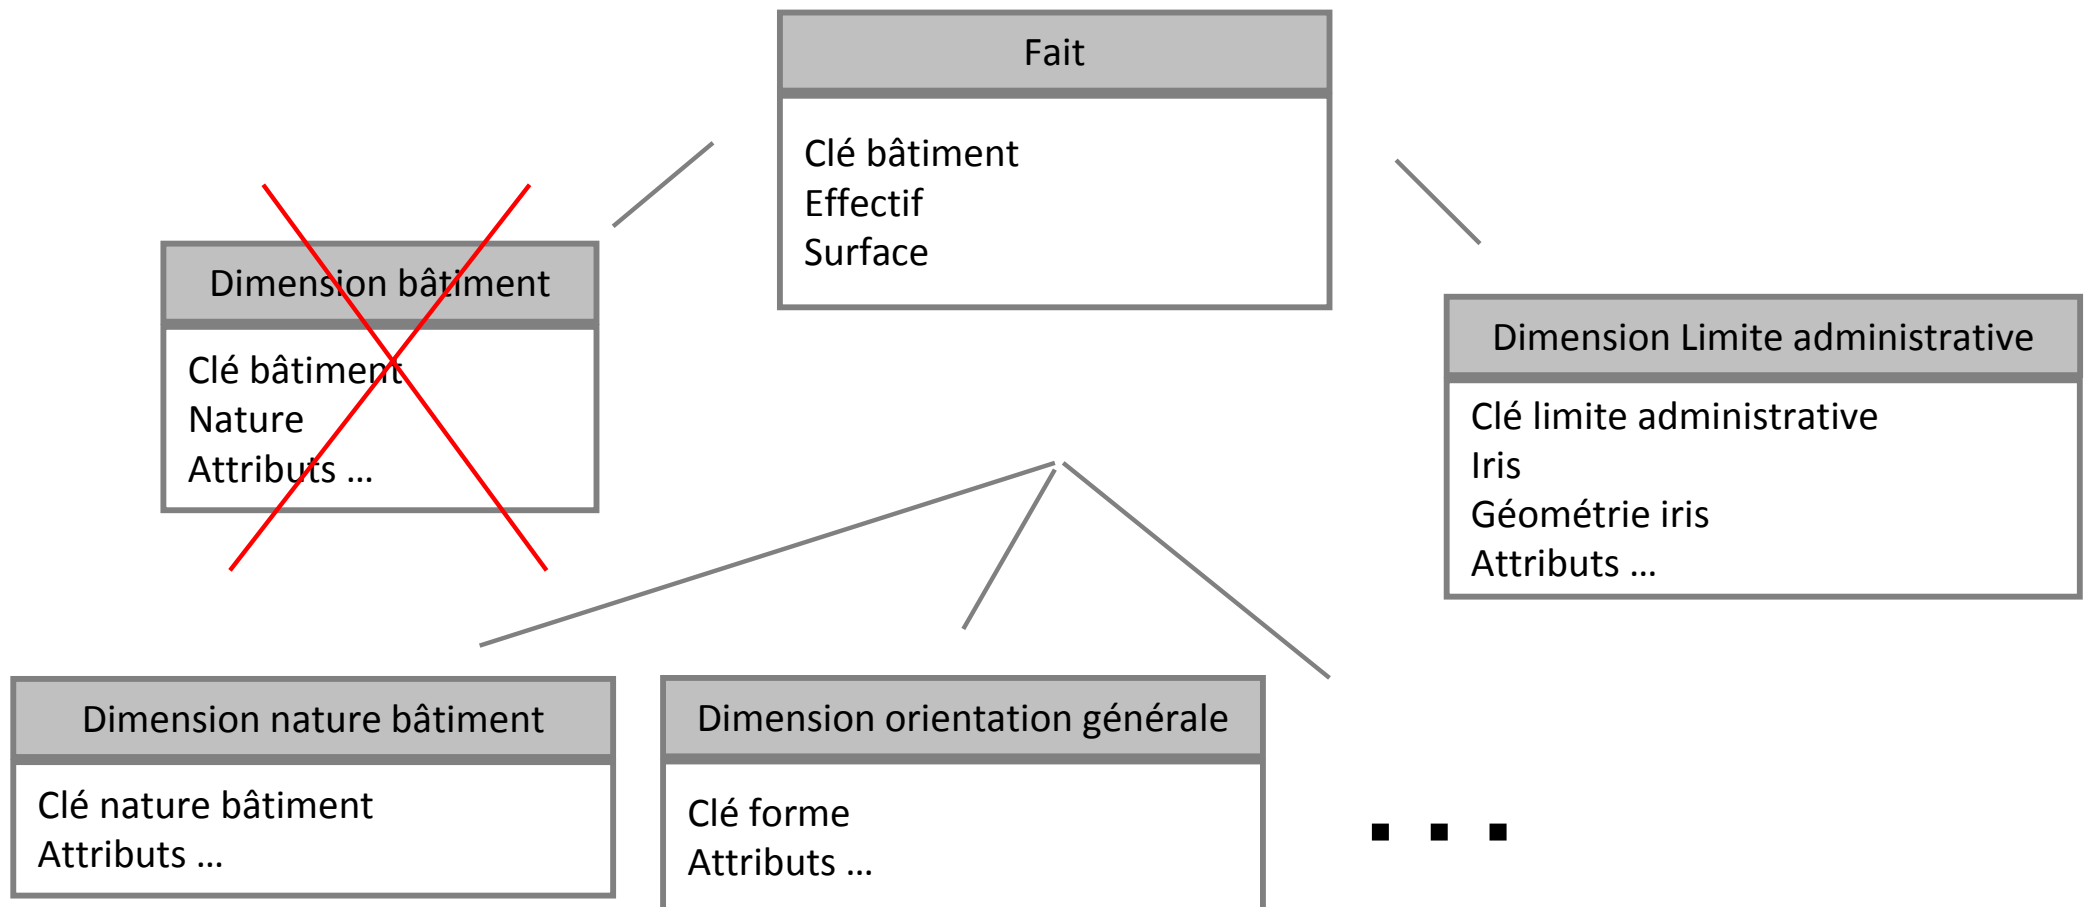 Fait
Clé bâtiment
Effectif
Surface
Dimension bâtiment
Clé bâtiment
Nature
Attributs ...
Dimension Limite administrative
Clé limite administrative
Iris
Géométrie iris
Attributs ...
Dimension nature bâtiment
Clé nature bâtiment
Attributs ...
Dimension orientation générale
Clé forme
Attributs ...
...